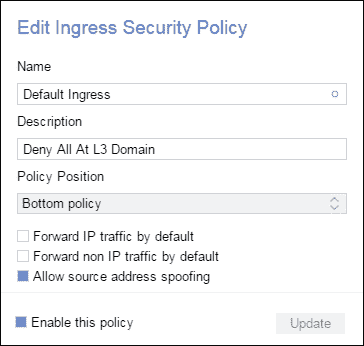 Edit Ingress Security Policy
Name
Default Ingress
Description
Deny All At L3 Domain
Policy Position
Bottom policy
Forward IP traffic by default
Forward non IP traffic by default
Allow source address spoofing
Enable this policy
Update